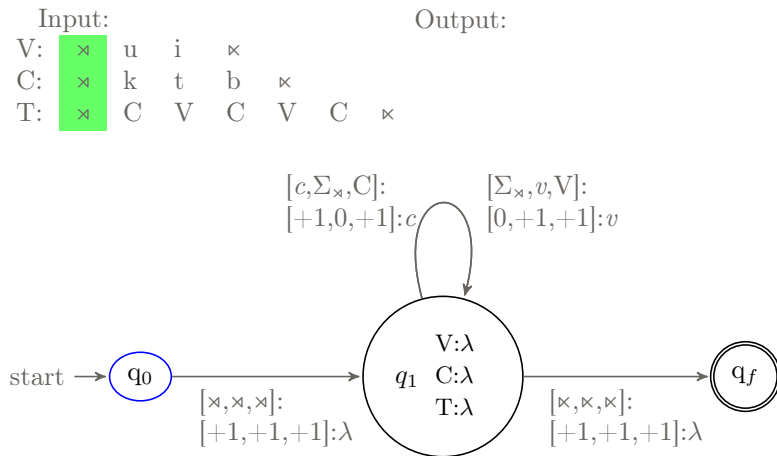 Input: Output:
V: ⋊ u i ⋉
C: ⋊ k t b ⋉
T: ⋊ C V C V C ⋉
[c,Σ⋊,C]: [Σ⋊,v,V]:
[+1,0,+1]:c [0,+1,+1]:v
V:λ
start q0 q1 C:λ qf
T:λ
[⋊,⋊,⋊]: [⋉,⋉,⋉]:
[+1,+1,+1]:λ [+1,+1,+1]:λ